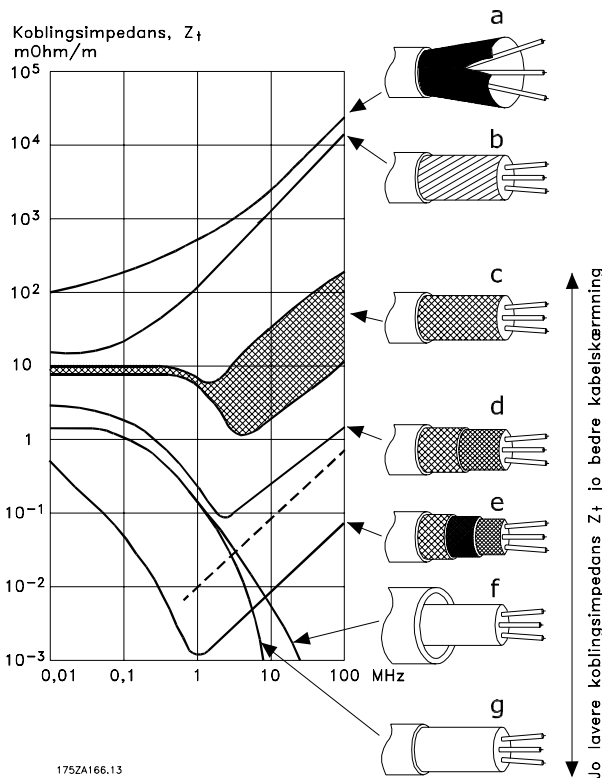 Koblingsimpedans, Zt
mOhm/m
10⁵
10⁴
10³
10²
10
1
10⁻¹
10⁻²
10⁻³
0,01 0,1 1 10 100 MHz
a
b
c
d
e
f
g
Jo lavere koblingsimpedans Zt jo bedre kabelskærmning
175ZA166.13